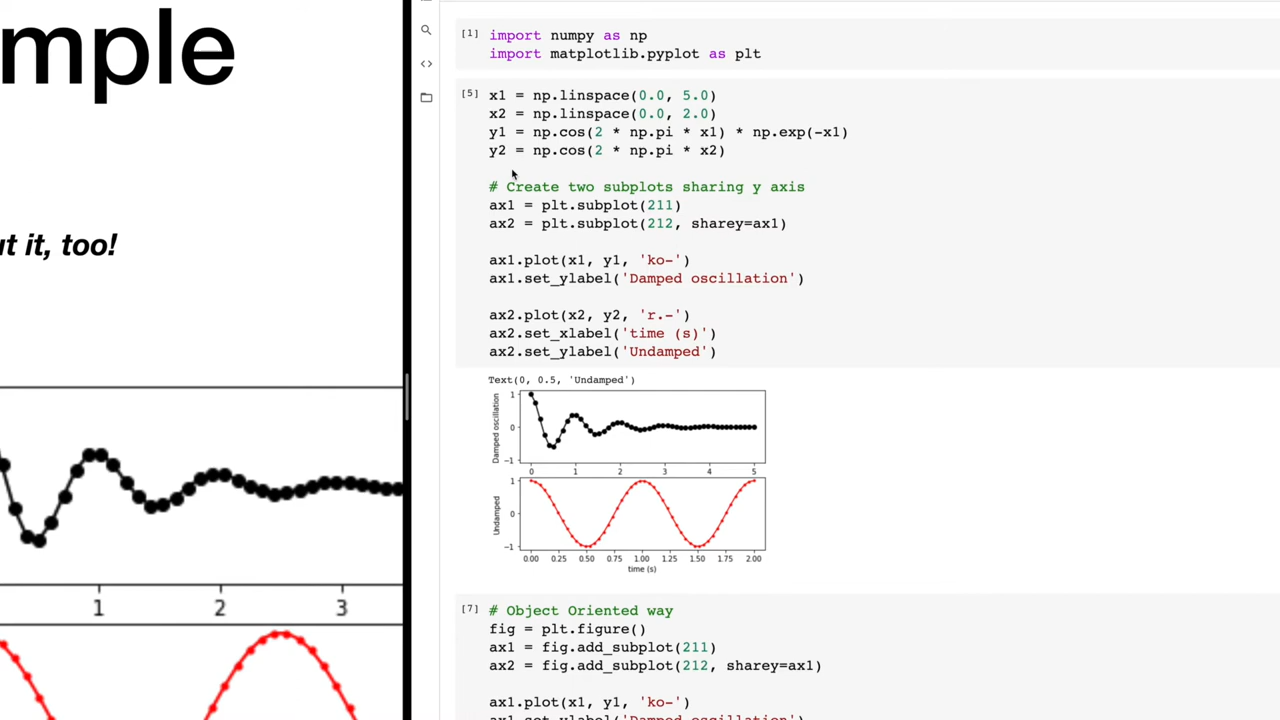 mple
ut it, too!
1 2 3
[1] import numpy as np
import matplotlib.pyplot as plt
[5] x1 = np.linspace(0.0, 5.0)
x2 = np.linspace(0.0, 2.0)
y1 = np.cos(2 * np.pi * x1) * np.exp(-x1)
y2 = np.cos(2 * np.pi * x2)
# Create two subplots sharing y axis
ax1 = plt.subplot(211)
ax2 = plt.subplot(212, sharey=ax1)
ax1.plot(x1, y1, 'ko-')
ax1.set_ylabel('Damped oscillation')
ax2.plot(x2, y2, 'r.-')
ax2.set_xlabel('time (s)')
ax2.set_ylabel('Undamped')
Text(0, 0.5, 'Undamped')
Damped oscillation
1
0
−1
0 1 2 3 4 5
Undamped
1
0
−1
0.00 0.25 0.50 0.75 1.00 1.25 1.50 1.75 2.00
time (s)
[7] # Object Oriented way
fig = plt.figure()
ax1 = fig.add_subplot(211)
ax2 = fig.add_subplot(212, sharey=ax1)
ax1.plot(x1, y1, 'ko-')
ax1.set_ylabel('Damped oscillation')